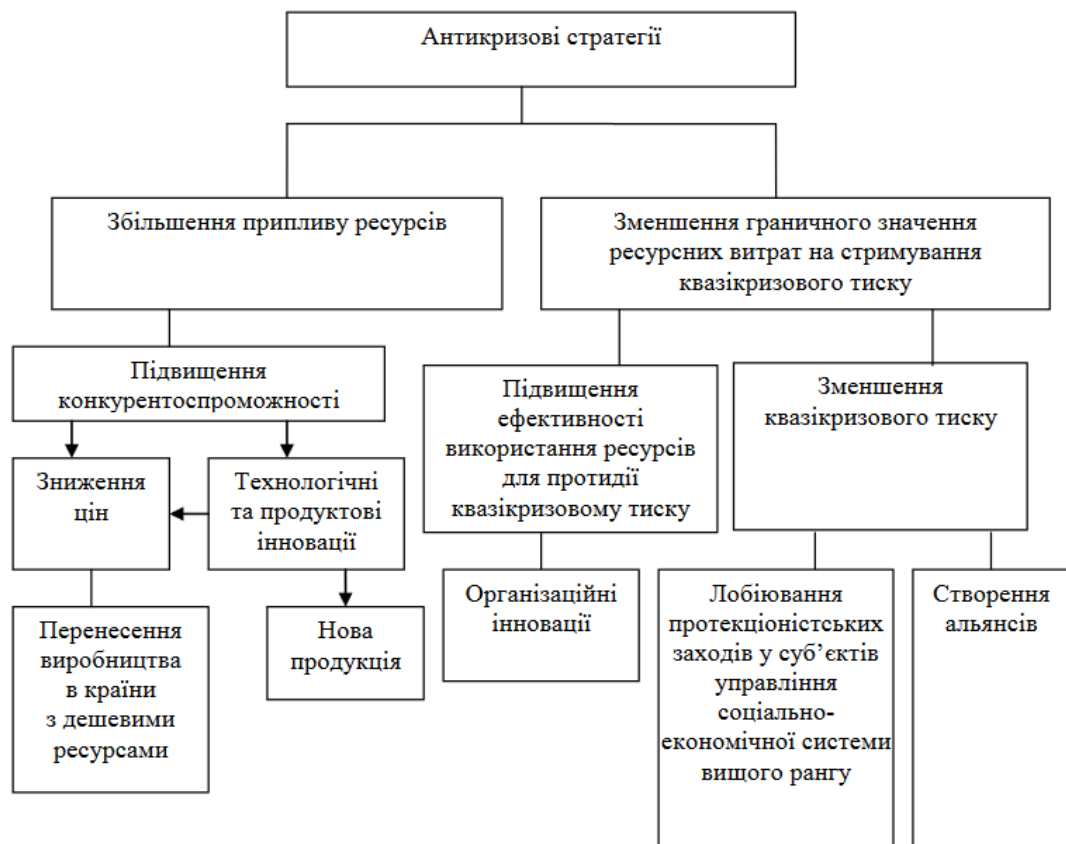 Антикризові стратегії
Збільшення припливу ресурсів
Зменшення граничного значення
ресурсних витрат на стримування
квазікризового тиску
Підвищення
конкурентоспроможності
Підвищення
ефективності
використання ресурсів
для протидії
квазікризовому тиску
Зменшення
квазікризового тиску
Зниження
цін
Технологічні
та продуктові
інновації
Перенесення
виробництва
в країни
з дешевими
ресурсами
Нова
продукція
Організаційні
інновації
Лобіювання
протекціоністських
заходів у суб’єктів
управління
соціально-
економічної системи
вищого рангу
Створення
альянсів